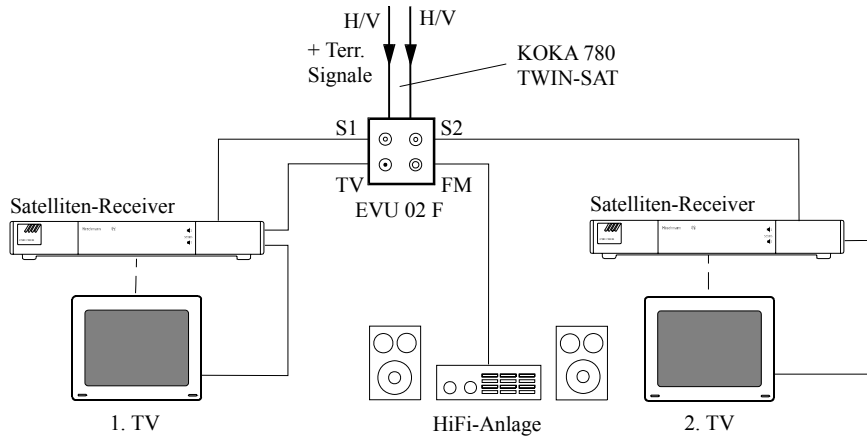 H/V
H/V
+ Terr.
Signale
KOKA 780
TWIN-SAT
S1
S2
TV
FM
EVU 02 F
Satelliten-Receiver
Satelliten-Receiver
1. TV
HiFi-Anlage
2. TV